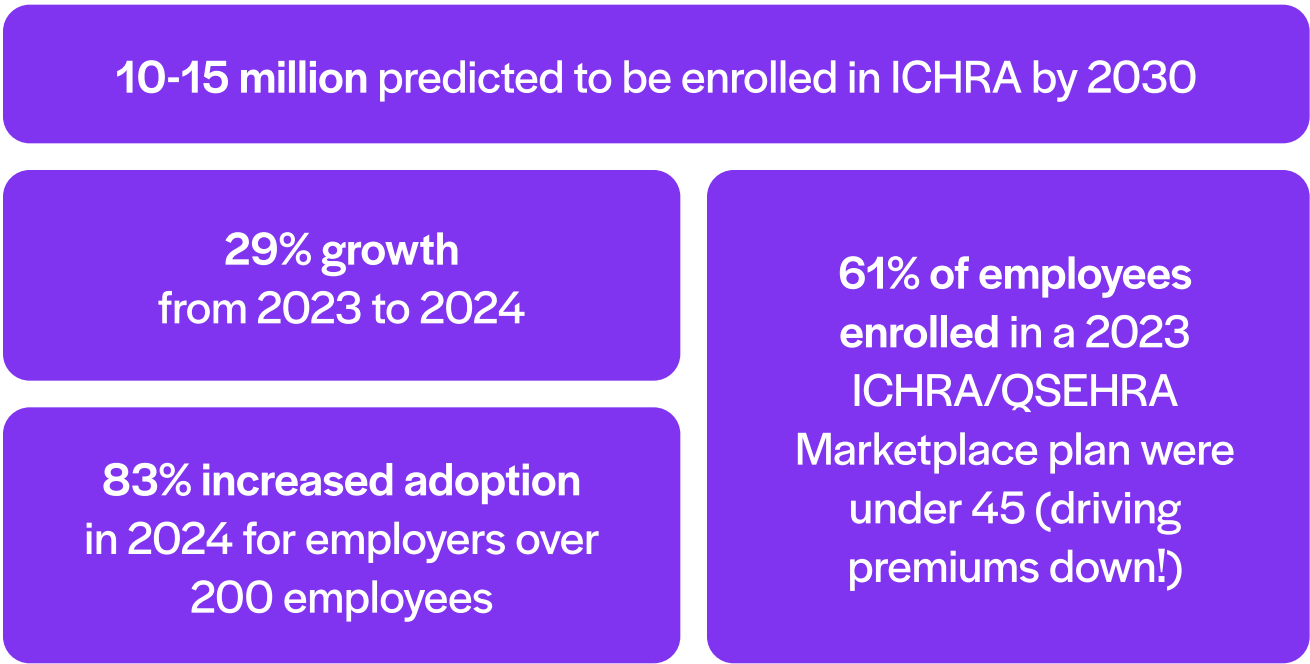 10-15 million predicted to be enrolled in ICHRA by 2030
29% growth
from 2023 to 2024
83% increased adoption
in 2024 for employers over
200 employees
61% of employees
enrolled in a 2023
ICHRA/QSEHRA
Marketplace plan were
under 45 (driving
premiums down!)